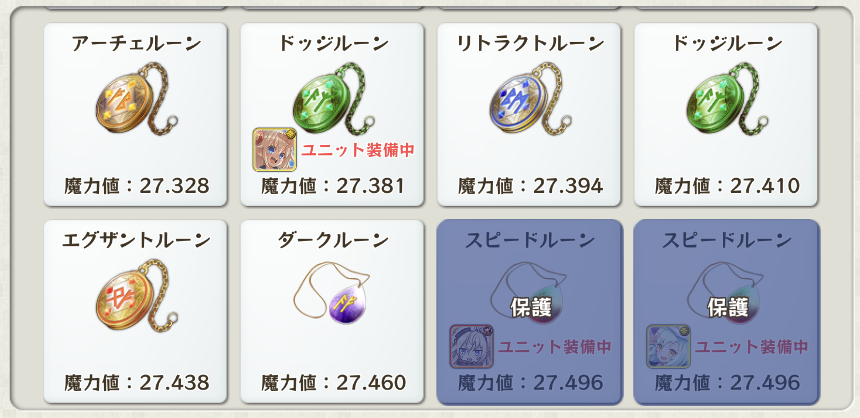 アーチェルーン
ドッジルーン
リトラクトルーン
ドッジルーン
ユニット装備中
魔力値：27.328
魔力値：27.381
魔力値：27.394
魔力値：27.410
エグザントルーン
ダークルーン
スピードルーン
スピードルーン
保護
保護
ユニット装備中
ユニット装備中
魔力値：27.438
魔力値：27.460
魔力値：27.496
魔力値：27.496